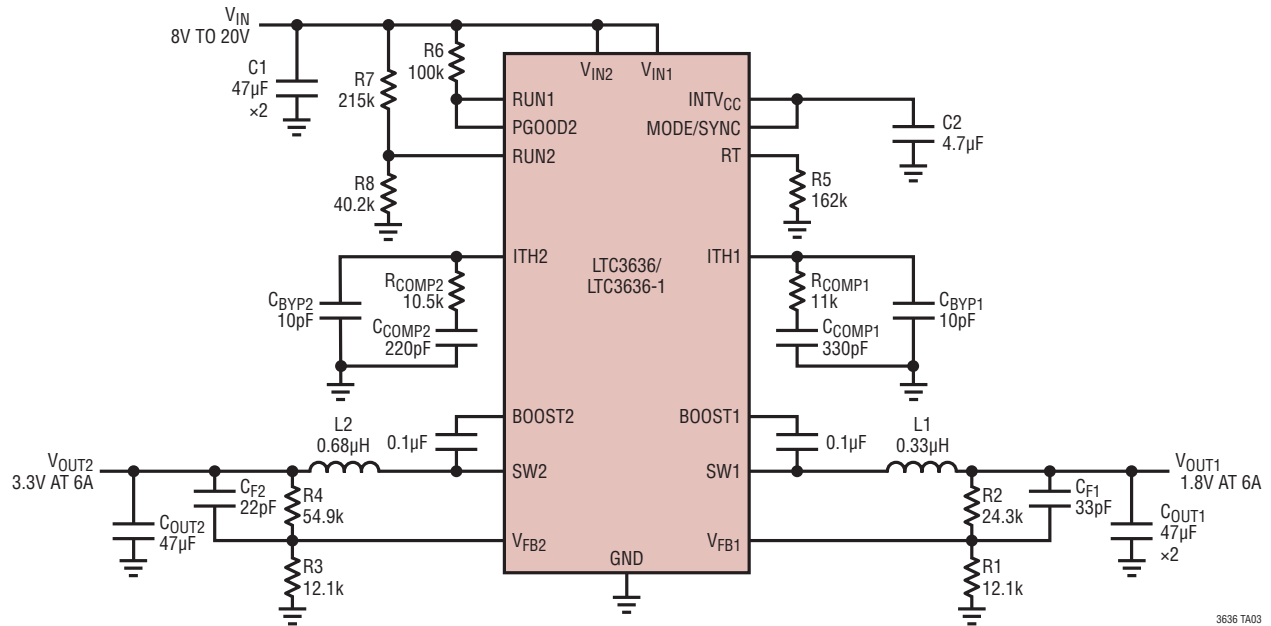 VIN
8V TO 20V
C1
47µF
×2
R7
215k
R6
100k
R8
40.2k
VIN2
VIN1
RUN1
PGOOD2
RUN2
INTVCC
MODE/SYNC
RT
C2
4.7µF
R5
162k
ITH2
ITH1
LTC3636/
LTC3636-1
CBYP2
10pF
RCOMP2
10.5k
CCOMP2
220pF
RCOMP1
11k
CCOMP1
330pF
CBYP1
10pF
BOOST2
BOOST1
SW2
SW1
VFB2
VFB1
GND
0.1µF
0.1µF
L2
0.68µH
L1
0.33µH
VOUT2
3.3V AT 6A
COUT2
47µF
CF2
22pF
R4
54.9k
R3
12.1k
VOUT1
1.8V AT 6A
R2
24.3k
CF1
33pF
COUT1
47µF
×2
R1
12.1k
3636 TA03